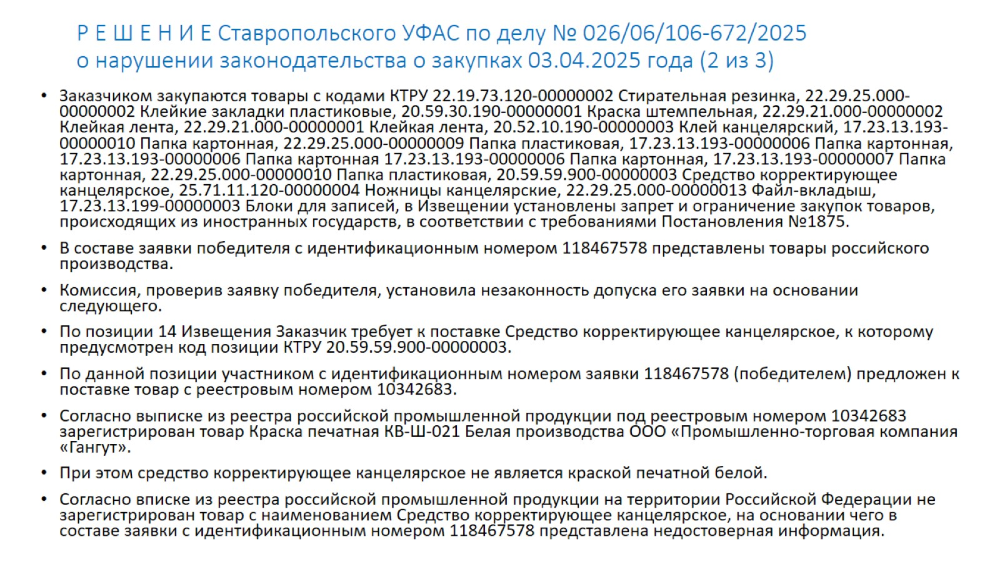 Р Е Ш Е Н И Е Ставропольского УФАС по делу № 026/06/106-672/2025
о нарушении законодательства о закупках 03.04.2025 года (2 из 3)
• Заказчиком закупаются товары с кодами КТРУ 22.19.73.120-00000002 Стирательная резинка, 22.29.25.000-
00000002 Клейкие закладки пластиковые, 20.59.30.190-00000001 Краска штемпельная, 22.29.21.000-00000002
Клейкая лента, 22.29.21.000-00000001 Клейкая лента, 20.52.10.190-00000003 Клей канцелярский, 17.23.13.193-
00000010 Папка картонная, 22.29.25.000-00000009 Папка пластиковая, 17.23.13.193-00000006 Папка картонная,
17.23.13.193-00000006 Папка картонная 17.23.13.193-00000006 Папка картонная, 17.23.13.193-00000007 Папка
картонная, 22.29.25.000-00000010 Папка пластиковая, 20.59.59.900-00000003 Средство корректирующее
канцелярское, 25.71.11.120-00000004 Ножницы канцелярские, 22.29.25.000-00000013 Файл-вкладыш,
17.23.13.199-00000003 Блоки для записей, в Извещении установлены запрет и ограничение закупок товаров,
происходящих из иностранных государств, в соответствии с требованиями Постановления №1875.
• В составе заявки победителя с идентификационным номером 118467578 представлены товары российского
производства.
• Комиссия, проверив заявку победителя, установила незаконность допуска его заявки на основании
следующего.
• По позиции 14 Извещения Заказчик требует к поставке Средство корректирующее канцелярское, к которому
предусмотрен код позиции КТРУ 20.59.59.900-00000003.
• По данной позиции участником с идентификационным номером заявки 118467578 (победителем) предложен к
поставке товар с реестровым номером 10342683.
• Согласно выписке из реестра российской промышленной продукции под реестровым номером 10342683
зарегистрирован товар Краска печатная КВ-Ш-021 Белая производства ООО «Промышленно-торговая компания
«Гангут».
• При этом средство корректирующее канцелярское не является краской печатной белой.
• Согласно вписке из реестра российской промышленной продукции на территории Российской Федерации не
зарегистрирован товар с наименованием Средство корректирующее канцелярское, на основании чего в
составе заявки с идентификационным номером 118467578 представлена недостоверная информация.